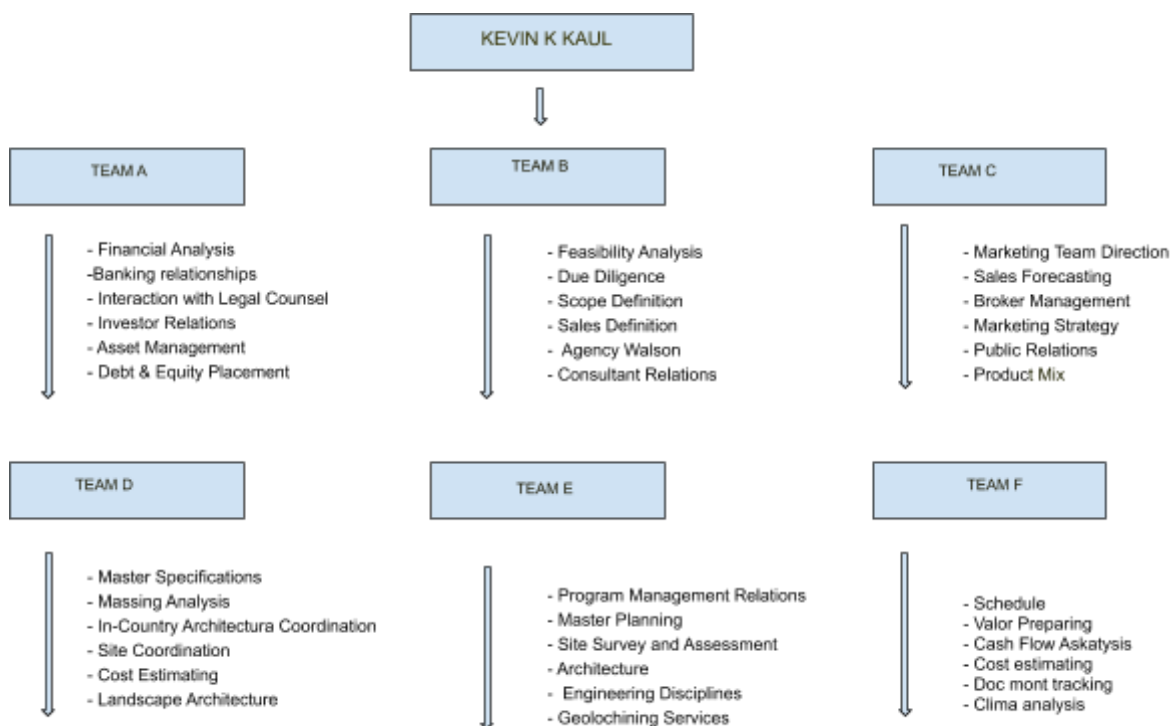 KEVIN K KAUL
TEAM A
- Financial Analysis
-Banking relationships
- Interaction with Legal Counsel
- Investor Relations
- Asset Management
- Debt & Equity Placement
TEAM B
- Feasibility Analysis
- Due Diligence
- Scope Definition
- Sales Definition
- Agency Walson
- Consultant Relations
TEAM C
- Marketing Team Direction
- Sales Forecasting
- Broker Management
- Marketing Strategy
- Public Relations
- Product Mix
TEAM D
- Master Specifications
- Massing Analysis
- In-Country Architectura Coordination
- Site Coordination
- Cost Estimating
- Landscape Architecture
TEAM E
- Program Management Relations
- Master Planning
- Site Survey and Assessment
- Architecture
- Engineering Disciplines
- Geolochining Services
TEAM F
- Schedule
- Valor Preparing
- Cash Flow Askatysis
- Cost estimating
- Doc mont tracking
- Clima analysis